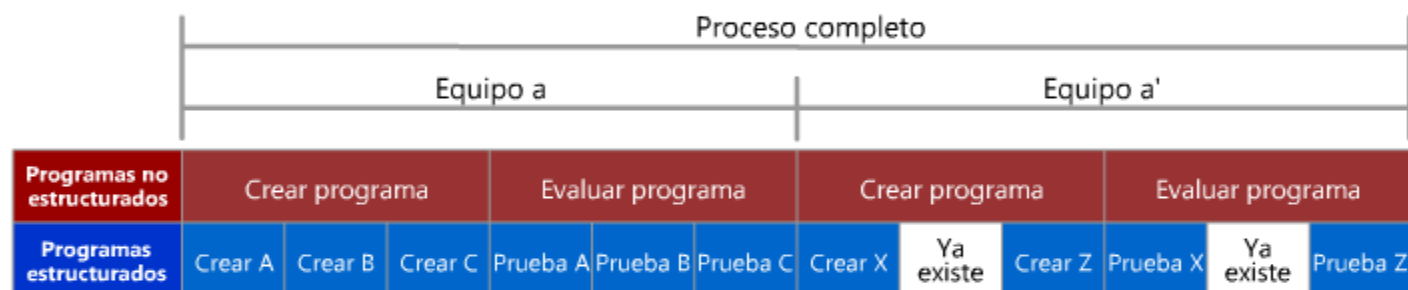 Proceso completo
Equipo a
Equipo a'
Programas no
estructurados
Crear programa
Evaluar programa
Crear programa
Evaluar programa
Programas
estructurados
Crear A
Crear B
Crear C
Prueba A
Prueba B
Prueba C
Crear X
Ya
existe
Crear Z
Prueba X
Ya
existe
Prueba Z